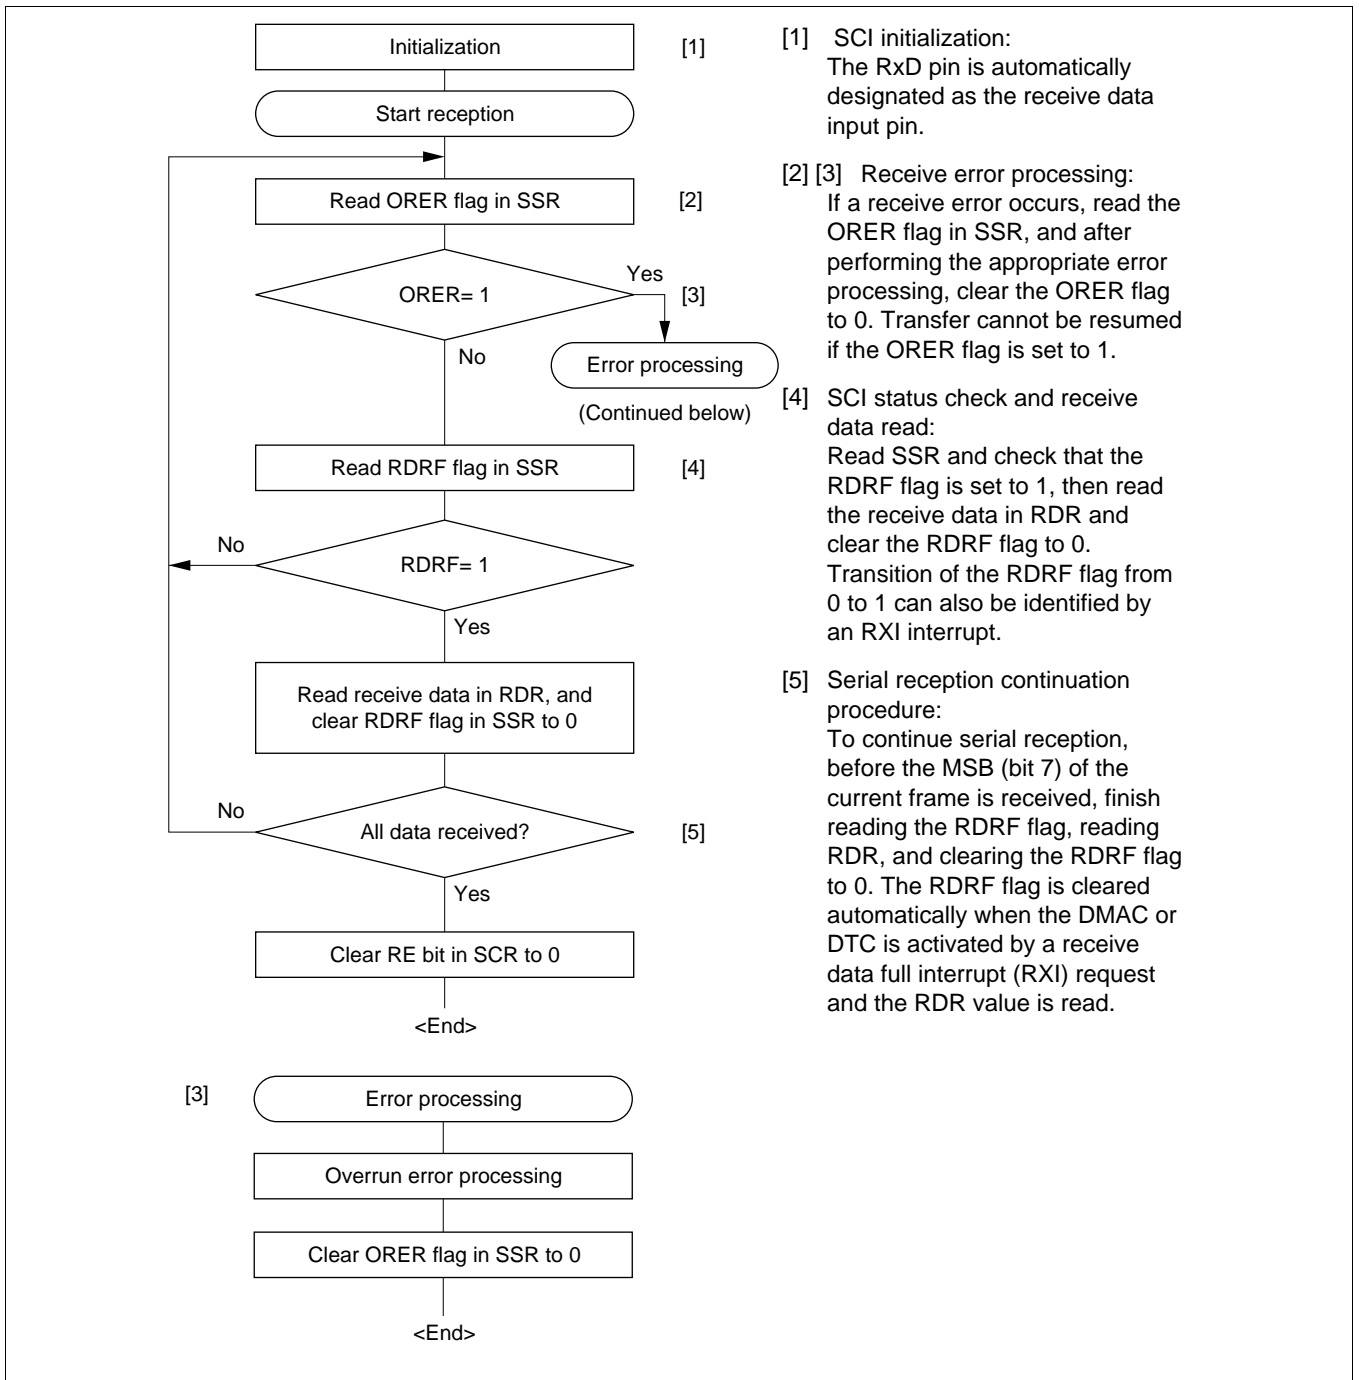 Initialization
[1]
Start reception
Read ORER flag in SSR
[2]
Yes
ORER= 1
[3]
No
Error processing
(Continued below)
Read RDRF flag in SSR
[4]
No
RDRF= 1
Yes
Read receive data in RDR, and
clear RDRF flag in SSR to 0
No
All data received?
[5]
Yes
Clear RE bit in SCR to 0
<End>
[3]
Error processing
Overrun error processing
Clear ORER flag in SSR to 0
<End>
[1] SCI initialization:
The RxD pin is automatically
designated as the receive data
input pin.
[2] [3] Receive error processing:
If a receive error occurs, read the
ORER flag in SSR, and after
performing the appropriate error
processing, clear the ORER flag
to 0. Transfer cannot be resumed
if the ORER flag is set to 1.
[4] SCI status check and receive
data read:
Read SSR and check that the
RDRF flag is set to 1, then read
the receive data in RDR and
clear the RDRF flag to 0.
Transition of the RDRF flag from
0 to 1 can also be identified by
an RXI interrupt.
[5] Serial reception continuation
procedure:
To continue serial reception,
before the MSB (bit 7) of the
current frame is received, finish
reading the RDRF flag, reading
RDR, and clearing the RDRF flag
to 0. The RDRF flag is cleared
automatically when the DMAC or
DTC is activated by a receive
data full interrupt (RXI) request
and the RDR value is read.